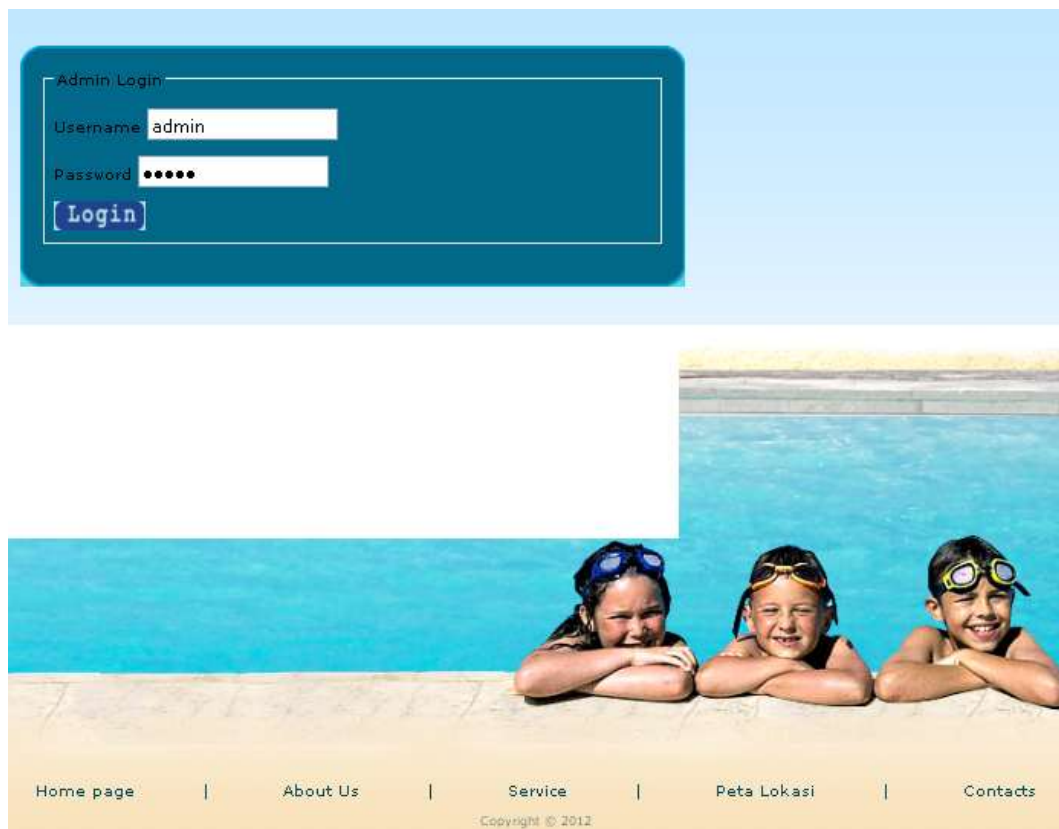 Admin Login
Username admin
Password •••••
Login
Home page | About Us | Service | Peta Lokasi | Contacts
Copyright © 2012